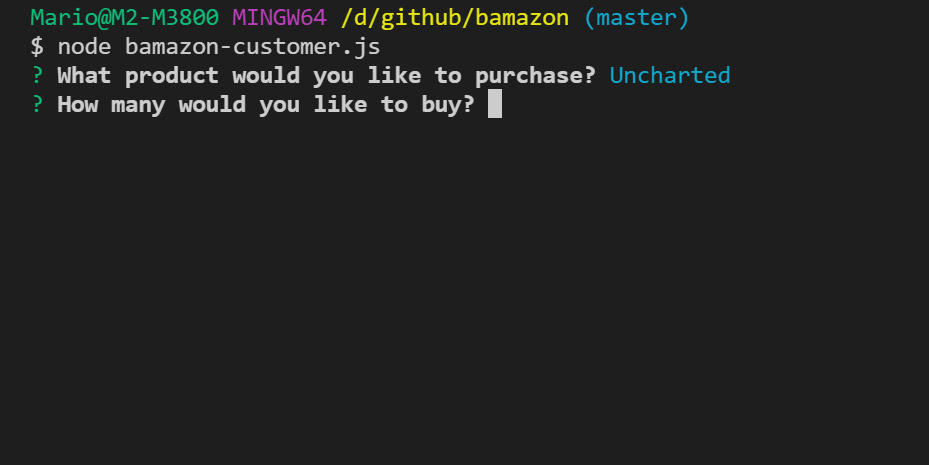 Mario@M2-M3800 MINGW64 /d/github/bamazon (master)
$ node bamazon-customer.js
? What product would you like to purchase? Uncharted
? How many would you like to buy?